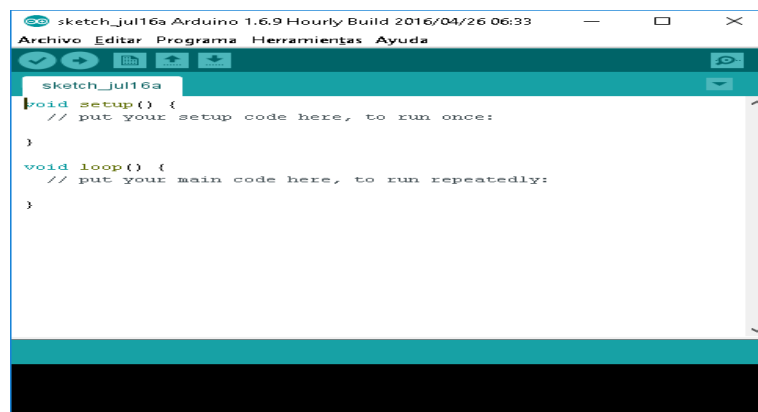 sketch_jul16a Arduino 1.6.9 Hourly Build 2016/04/26 06:33
Archivo Editar Programa Herramientas Ayuda
sketch_jul16a
void setup() {
  // put your setup code here, to run once:
}
void loop() {
  // put your main code here, to run repeatedly:
}